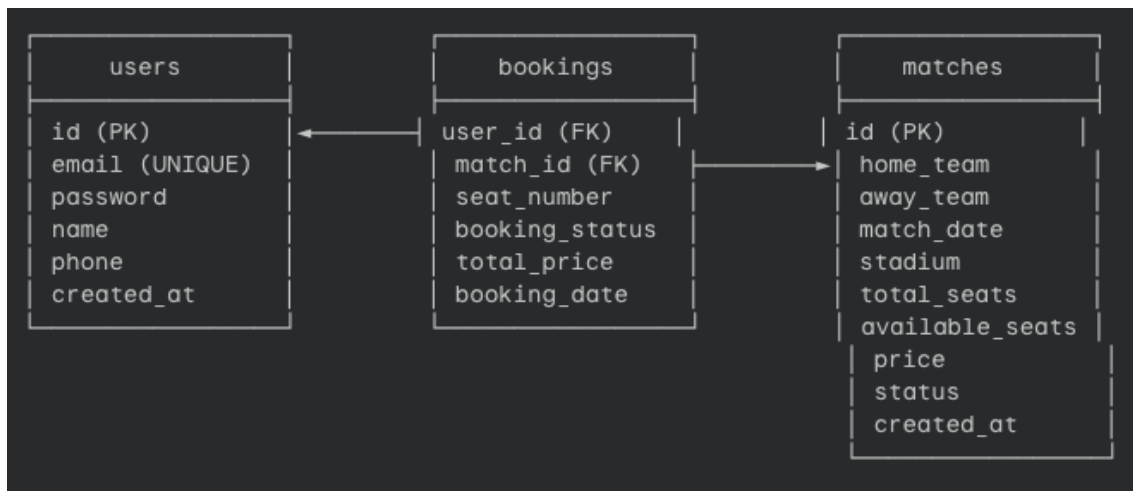 users bookings matches
id (PK) user_id (FK) id (PK)
email (UNIQUE) match_id (FK) home_team
password seat_number away_team
name booking_status match_date
phone total_price stadium
created_at booking_date total_seats
available_seats
price
status
created_at